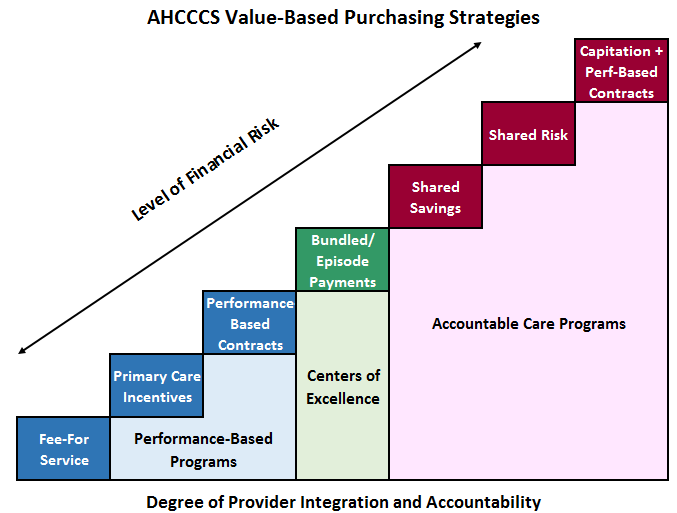 AHCCCS Value-Based Purchasing Strategies
Capitation +
Perf-Based
Contracts
Level of Financial Risk
Shared Risk
Shared
Savings
Bundled/
Episode
Payments
Performance
Based
Contracts
Accountable Care Programs
Primary Care
Incentives
Centers of
Excellence
Fee-For
Service
Performance-Based
Programs
Degree of Provider Integration and Accountability